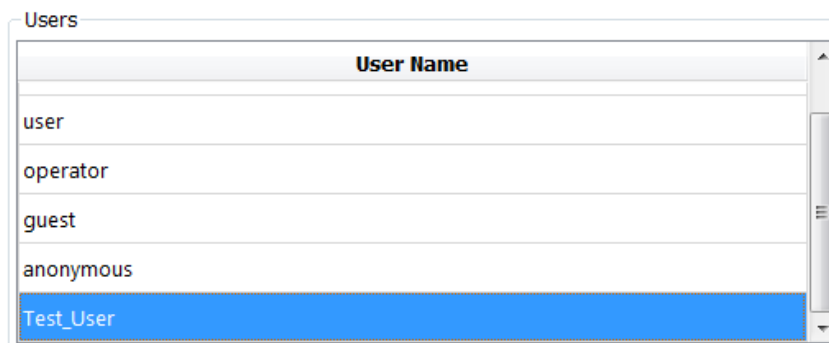 Users
User Name
user
operator
guest
anonymous
Test_User